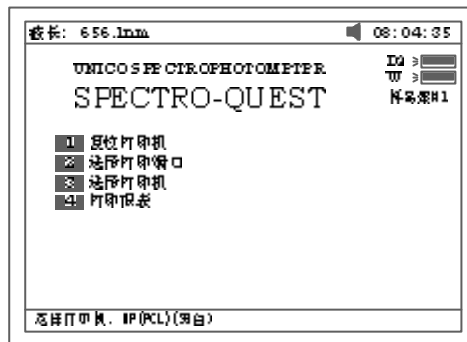 波长: 656.1nm 08:04:35
UNICO SPECTROPHOTOMETER
SPECTRO-QUEST
D2
W
样品架#1
1 复位打印机
2 选择打印端口
3 选择打印机
4 打印报表
选择打印机. HP(PCL)(黑白)